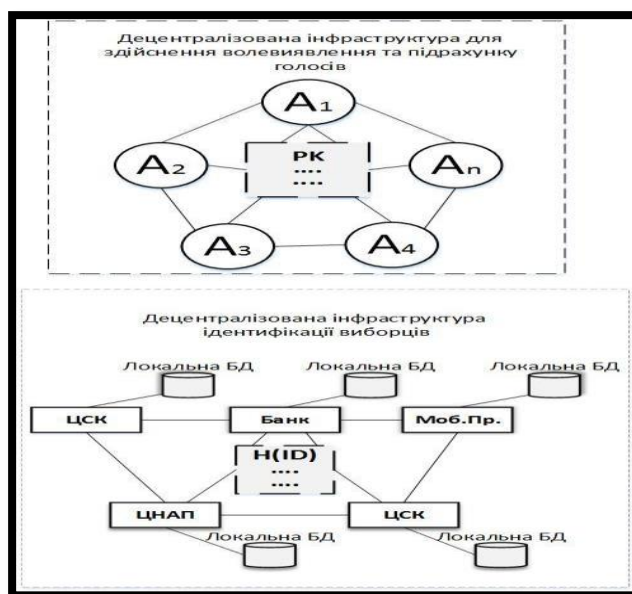 Децентралізована інфраструктура для
здійснення волевиявлення та підрахунку
голосів
A1
A2
РК
....
....
An
A3
A4
Децентралізована інфраструктура
ідентифікації виборців
Локальна БД
Локальна БД
Локальна БД
ЦСК
Банк
Моб.Пр.
H(ID)
....
....
ЦНАП
ЦСК
Локальна БД
Локальна БД